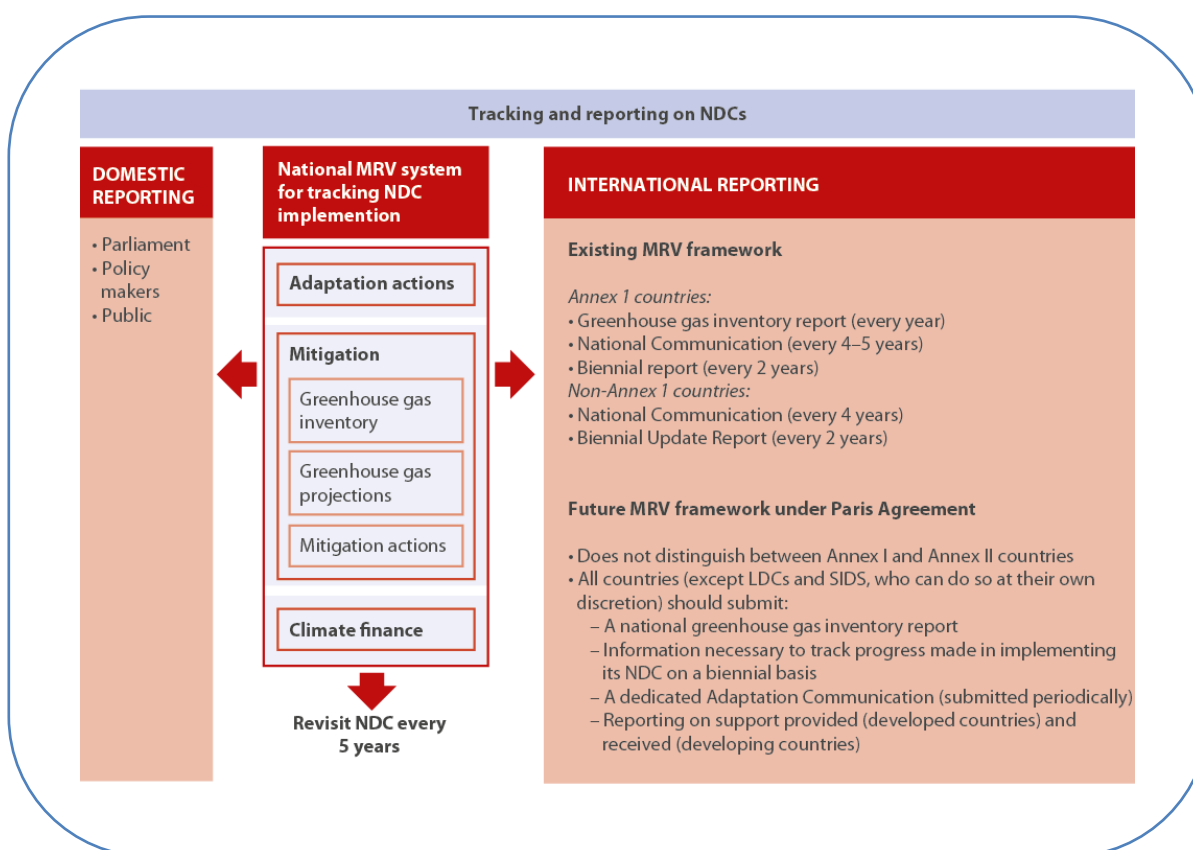 Tracking and reporting on NDCs
DOMESTIC
REPORTING
• Parliament
• Policy
makers
• Public
National MRV system
for tracking NDC
implemention
Adaptation actions
Mitigation
Greenhouse gas
inventory
Greenhouse gas
projections
Mitigation actions
Climate finance
Revisit NDC every
5 years
INTERNATIONAL REPORTING
Existing MRV framework
Annex 1 countries:
• Greenhouse gas inventory report (every year)
• National Communication (every 4–5 years)
• Biennial report (every 2 years)
Non-Annex 1 countries:
• National Communication (every 4 years)
• Biennial Update Report (every 2 years)
Future MRV framework under Paris Agreement
• Does not distinguish between Annex I and Annex II countries
• All countries (except LDCs and SIDS, who can do so at their own
discretion) should submit:
– A national greenhouse gas inventory report
– Information necessary to track progress made in implementing
its NDC on a biennial basis
– A dedicated Adaptation Communication (submitted periodically)
– Reporting on support provided (developed countries) and
received (developing countries)